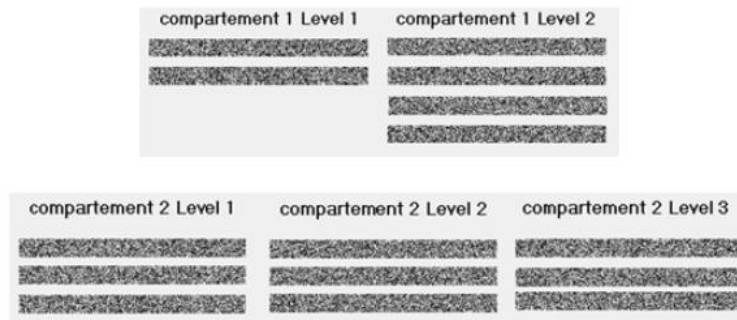 compartement 1 Level 1
compartement 1 Level 2
compartement 2 Level 1
compartement 2 Level 2
compartement 2 Level 3